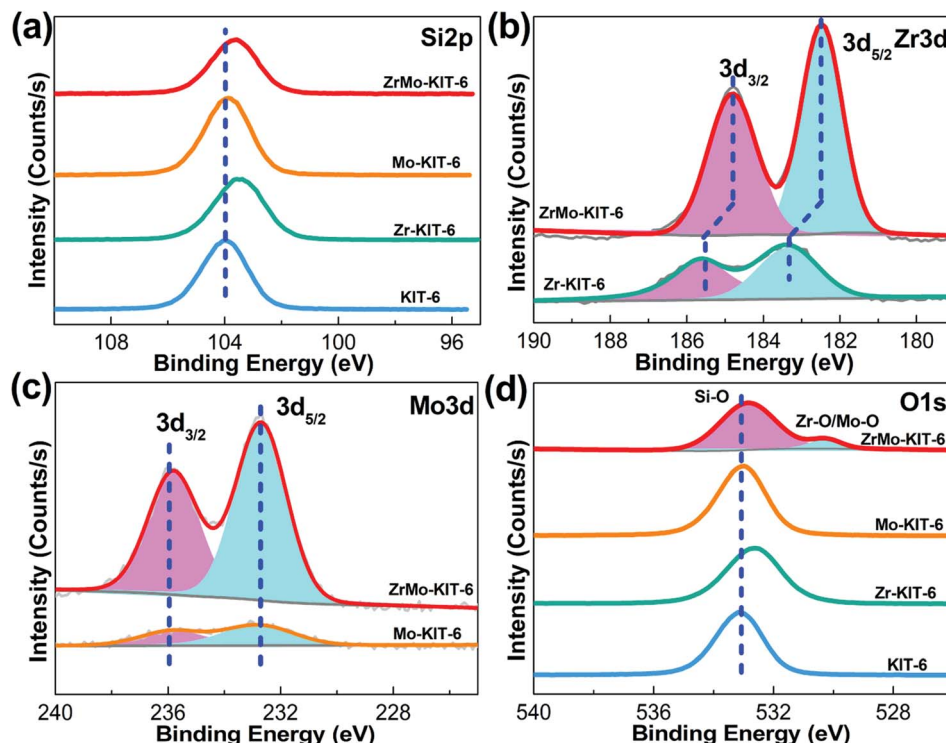 (a)
Si2p
ZrMo-KIT-6
Mo-KIT-6
Zr-KIT-6
KIT-6
Intensity (Counts/s)
108 104 100 96
Binding Energy (eV)
(b)
Zr3d
3d3/2
3d5/2
ZrMo-KIT-6
Zr-KIT-6
Intensity (Counts/s)
190 188 186 184 182 180
Binding Energy (eV)
(c)
Mo3d
3d3/2
3d5/2
ZrMo-KIT-6
Mo-KIT-6
Intensity (Counts/s)
240 236 232 228
Binding Energy (eV)
(d)
O1s
Si-O
Zr-O/Mo-O
ZrMo-KIT-6
Mo-KIT-6
Zr-KIT-6
KIT-6
Intensity (Counts/s)
540 536 532 528
Binding Energy (eV)